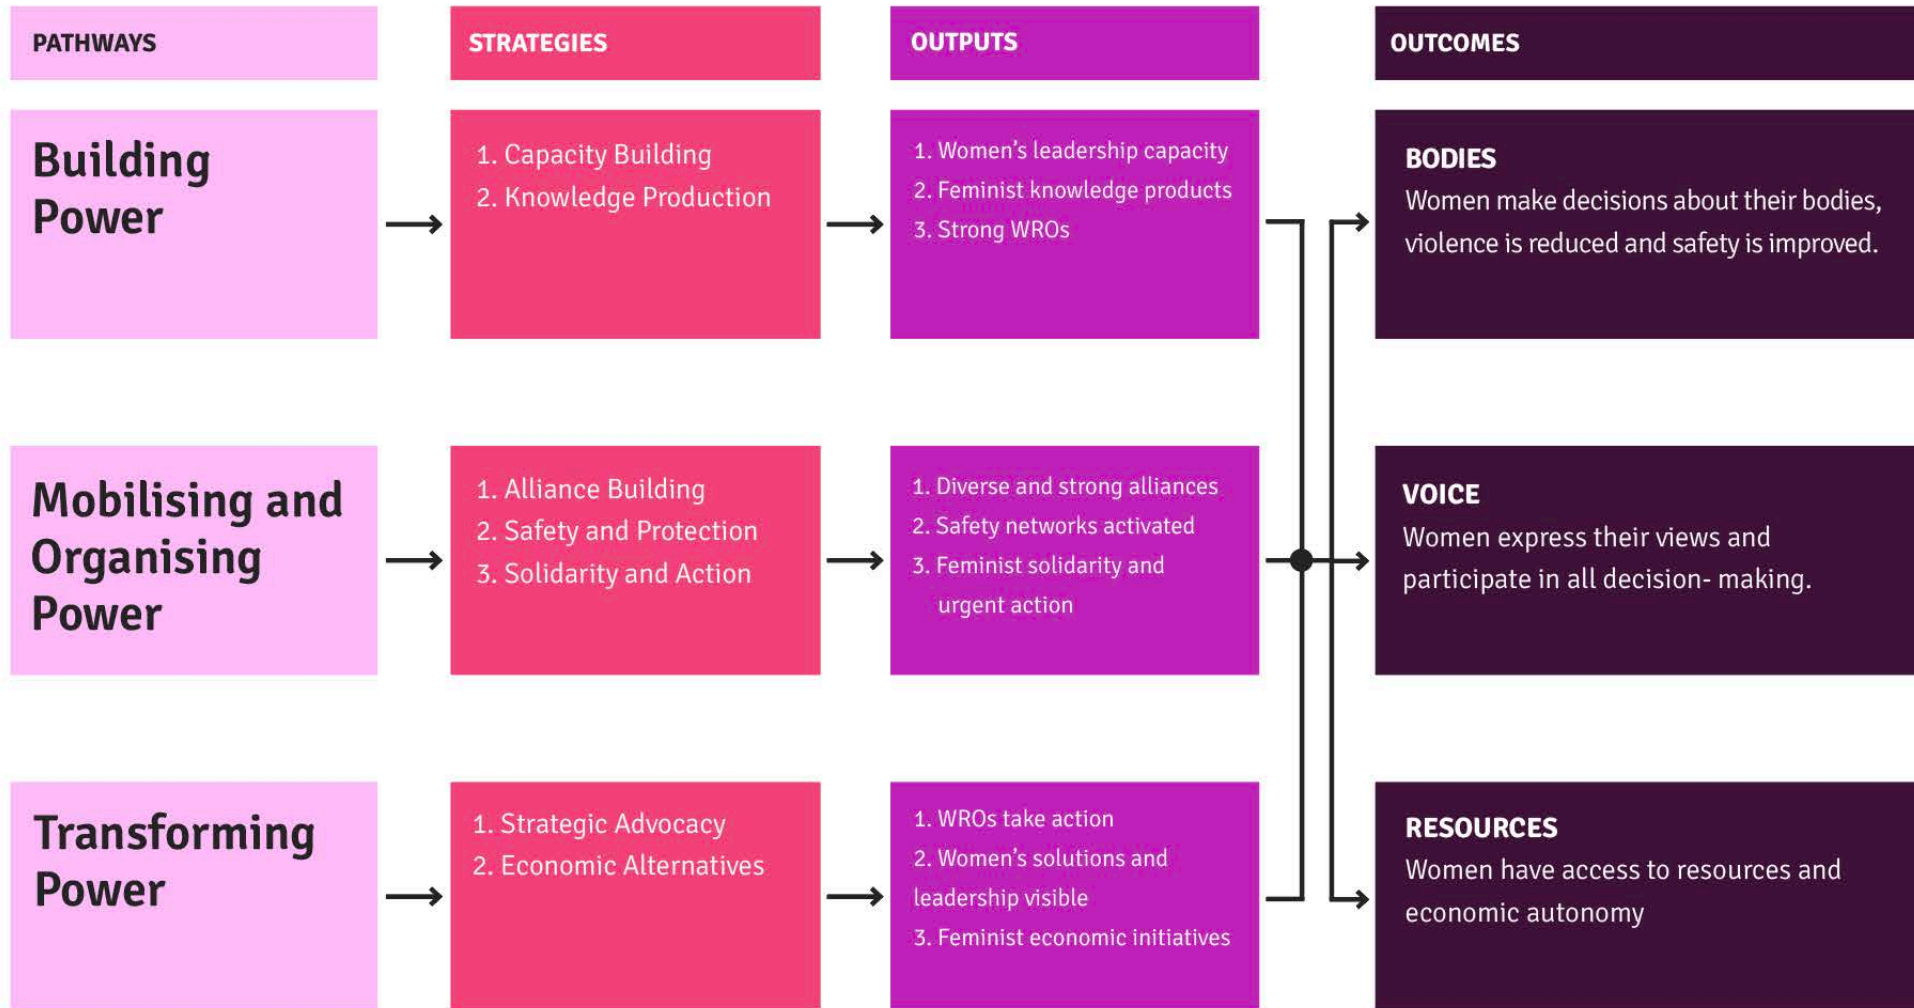 PATHWAYS
STRATEGIES
OUTPUTS
OUTCOMES
Building
Power
1. Capacity Building
2. Knowledge Production
1. Women’s leadership capacity
2. Feminist knowledge products
3. Strong WROs
BODIES
Women make decisions about their bodies,
violence is reduced and safety is improved.
Mobilising and
Organising
Power
1. Alliance Building
2. Safety and Protection
3. Solidarity and Action
1. Diverse and strong alliances
2. Safety networks activated
3. Feminist solidarity and
urgent action
VOICE
Women express their views and
participate in all decision- making.
Transforming
Power
1. Strategic Advocacy
2. Economic Alternatives
1. WROs take action
2. Women’s solutions and
leadership visible
3. Feminist economic initiatives
RESOURCES
Women have access to resources and
economic autonomy